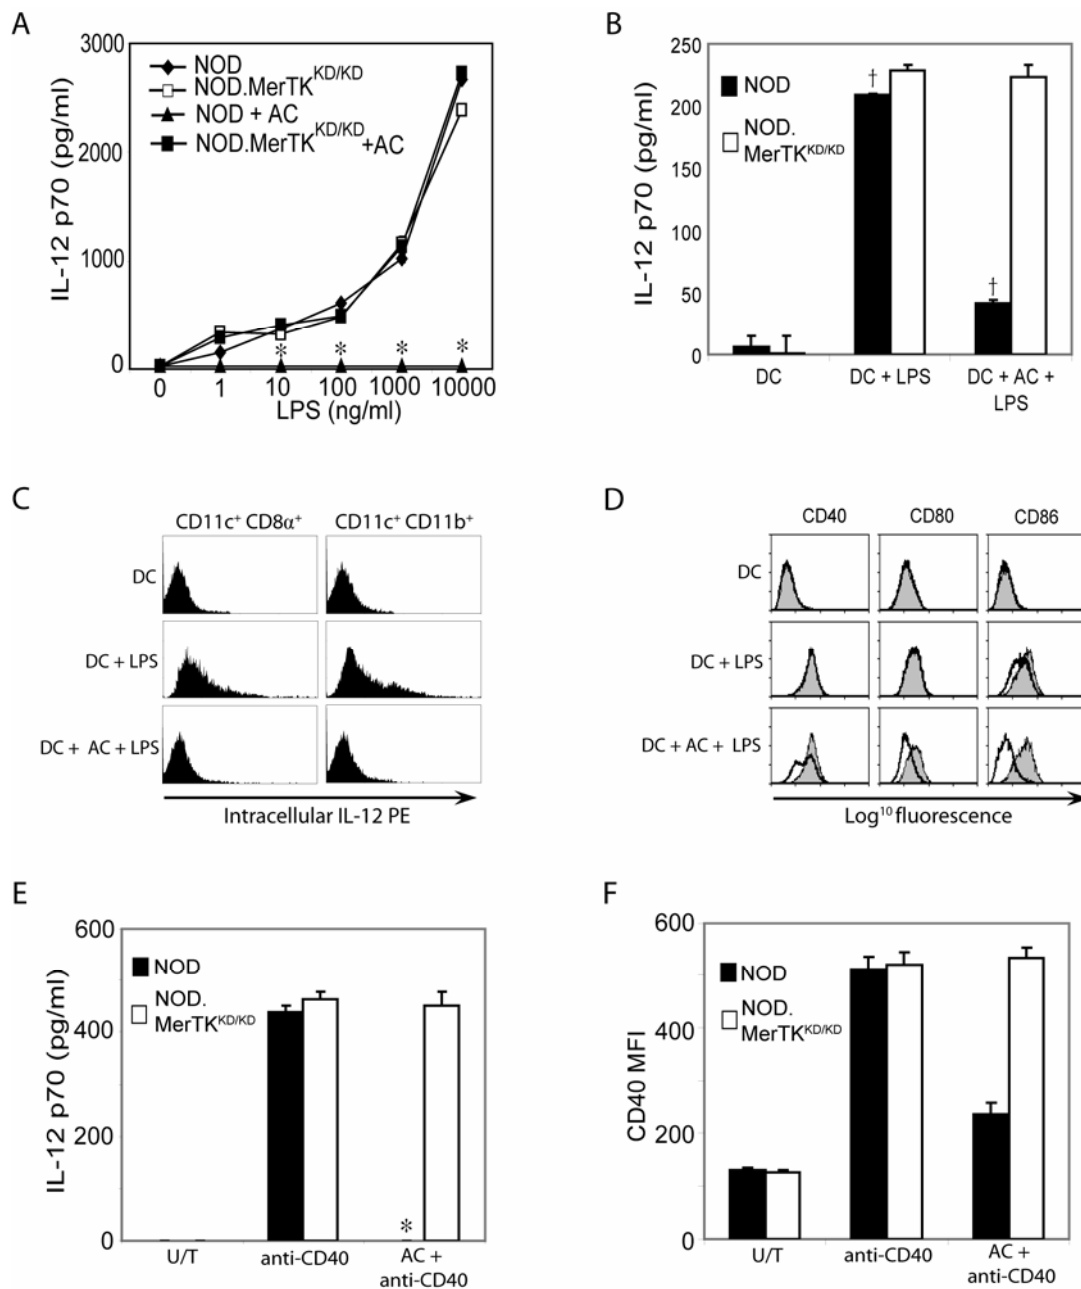 A
3000
2000
1000
0
IL-12 p70 (pg/ml)
NOD
NOD.MerTK^KD/KD
NOD + AC
NOD.MerTK^KD/KD +AC
* * * *
0 1 10 100 1000 10000
LPS (ng/ml)
B
250
200
150
100
50
0
IL-12 p70 (pg/ml)
NOD
NOD.
MerTK^KD/KD
†
†
DC
DC + LPS
DC + AC +
LPS
C
CD11c+ CD8α+
CD11c+ CD11b+
DC
DC + LPS
DC + AC + LPS
Intracellular IL-12 PE
D
CD40
CD80
CD86
DC
DC + LPS
DC + AC + LPS
Log¹⁰ fluorescence
E
600
400
200
0
IL-12 p70 (pg/ml)
NOD
NOD.
MerTK^KD/KD
*
U/T
anti-CD40
AC +
anti-CD40
F
600
400
200
0
CD40 MFI
NOD
NOD.
MerTK^KD/KD
U/T
anti-CD40
AC +
anti-CD40